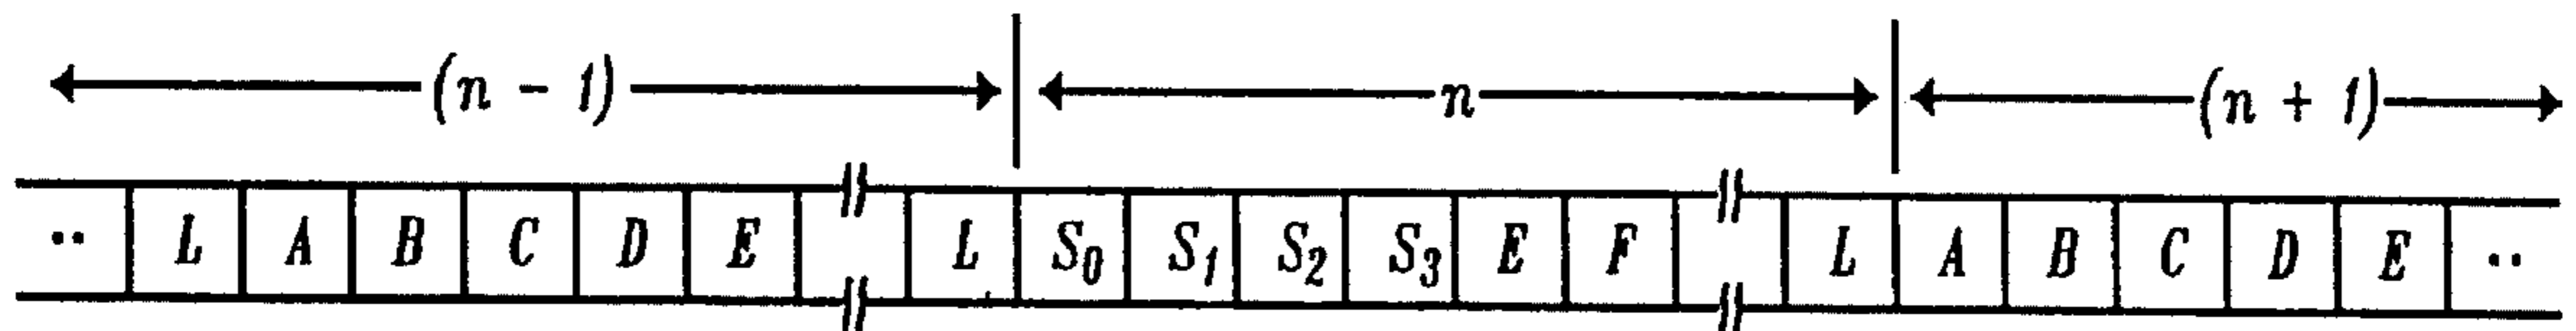 (n - 1) n (n + 1)
·· L A B C D E L S₀ S₁ S₂ S₃ E F L A B C D E ··